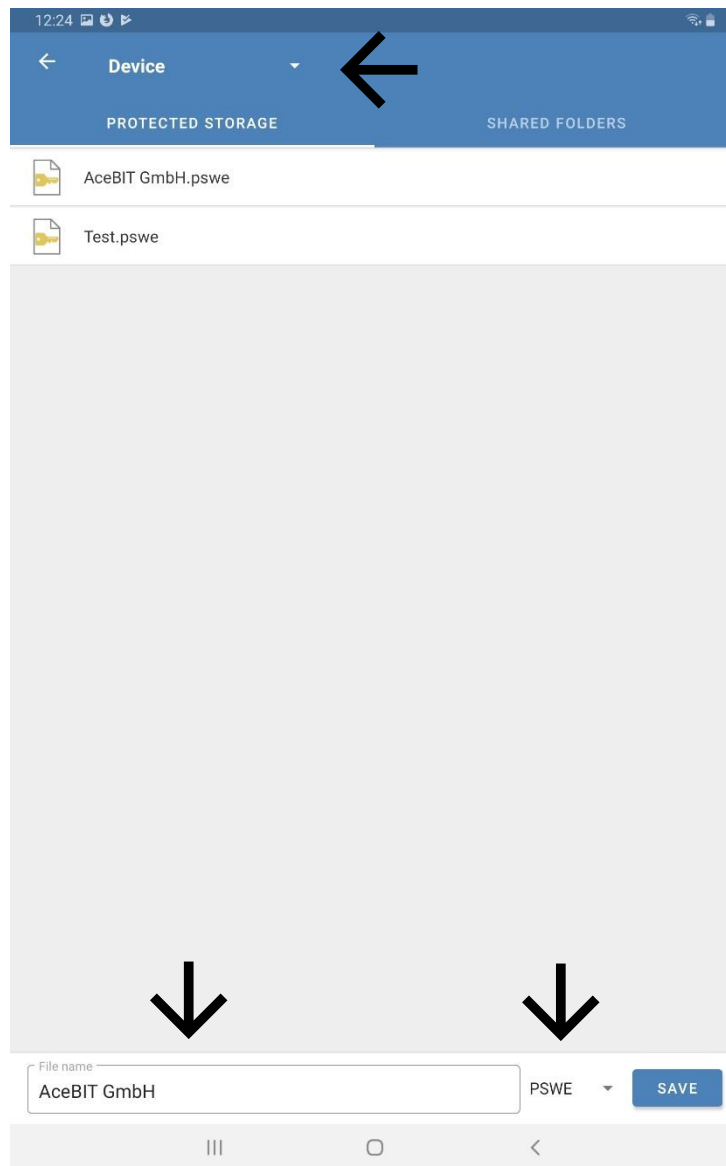 12:24
Device
PROTECTED STORAGE
SHARED FOLDERS
AceBIT GmbH.pswe
Test.pswe
File name
AceBIT GmbH
PSWE
SAVE